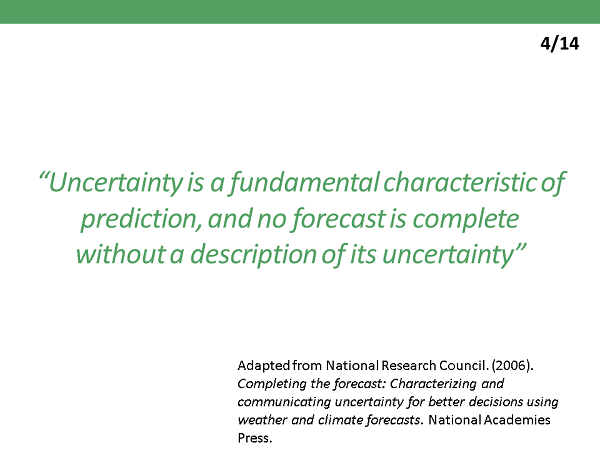 4/14
“Uncertainty is a fundamental characteristic of
prediction, and no forecast is complete
without a description of its uncertainty”
Adapted from National Research Council. (2006).
Completing the forecast: Characterizing and
communicating uncertainty for better decisions using
weather and climate forecasts. National Academies
Press.